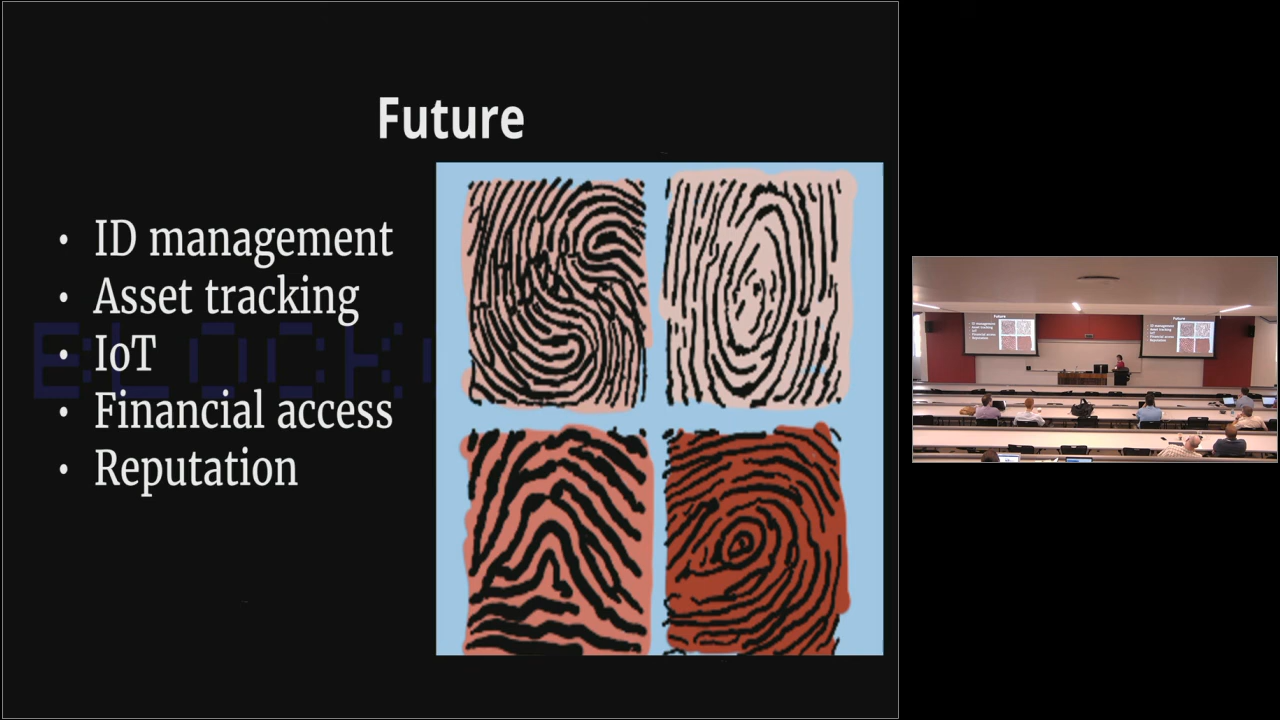 Future
• ID management
• Asset tracking
• IoT
• Financial access
• Reputation